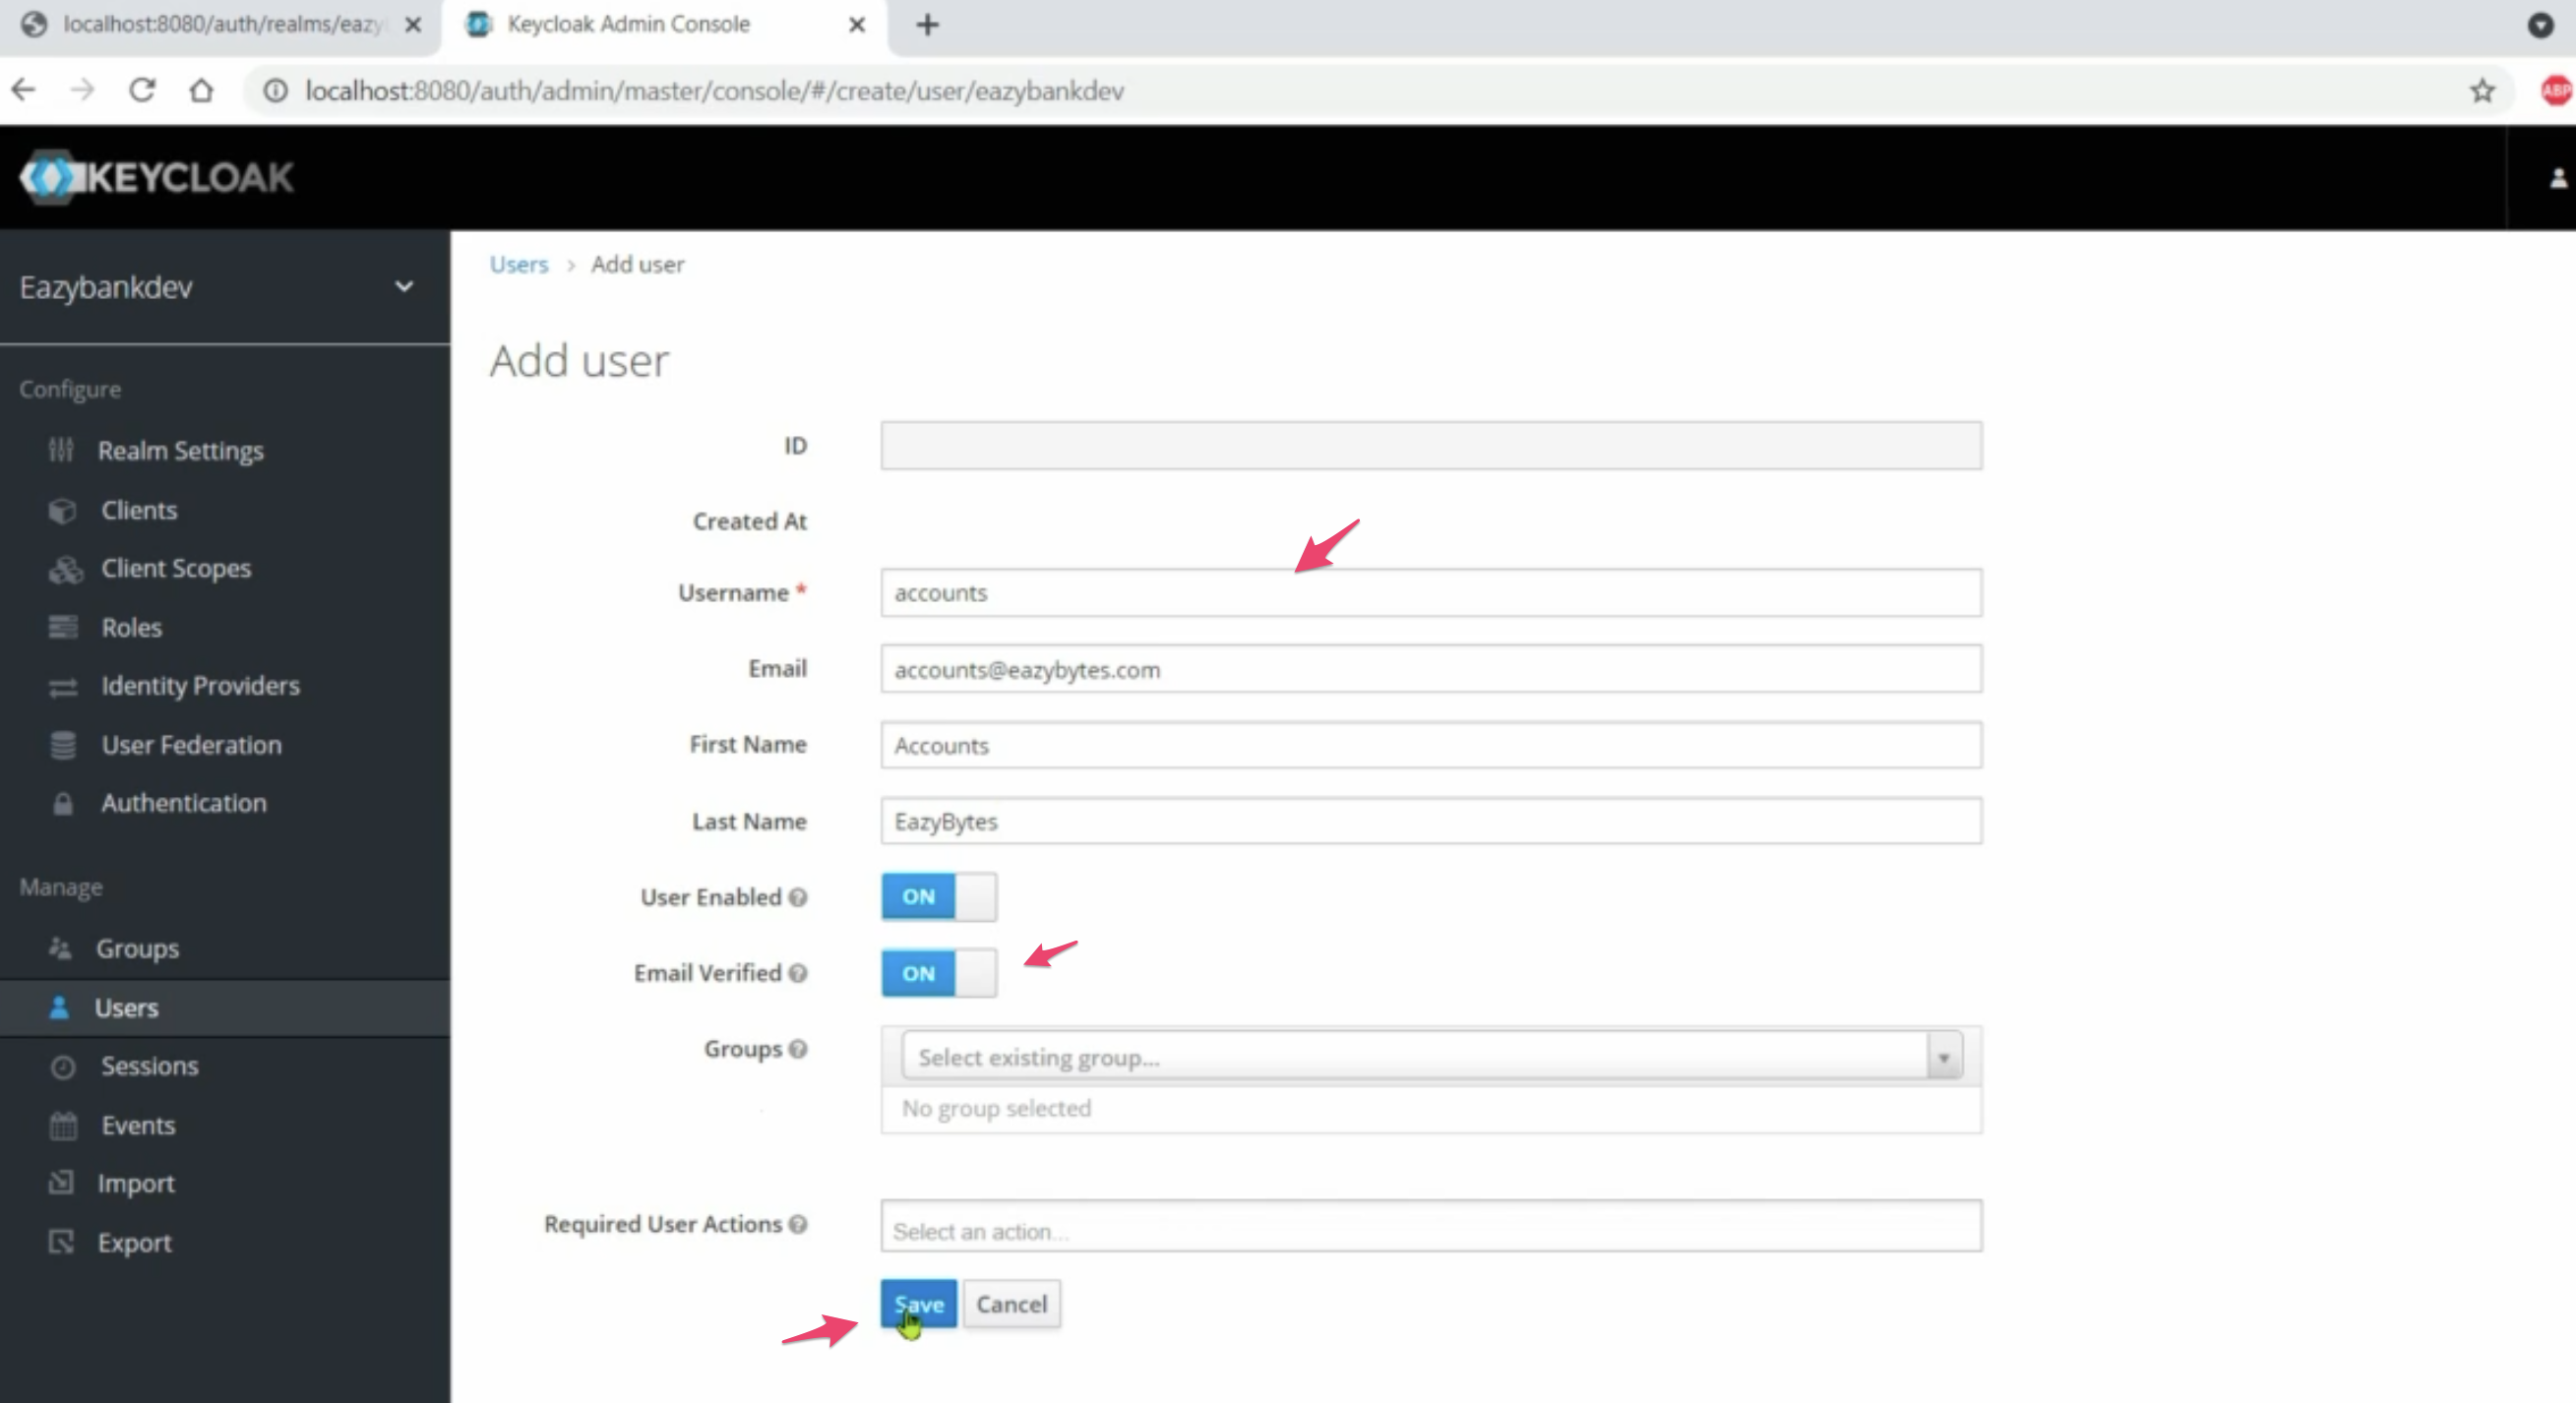 localhost:8080/auth/realms/eazy
Keycloak Admin Console
localhost:8080/auth/admin/master/console/#/create/user/eazybankdev
ABP
KEYCLOAK
Eazybankdev
Configure
Realm Settings
Clients
Client Scopes
Roles
Identity Providers
User Federation
Authentication
Manage
Groups
Users
Sessions
Events
Import
Export
Users > Add user
Add user
ID
Created At
Username * accounts
Email accounts@eazybytes.com
First Name Accounts
Last Name EazyBytes
User Enabled ON
Email Verified ON
Groups Select existing group...
No group selected
Required User Actions Select an action...
Save Cancel